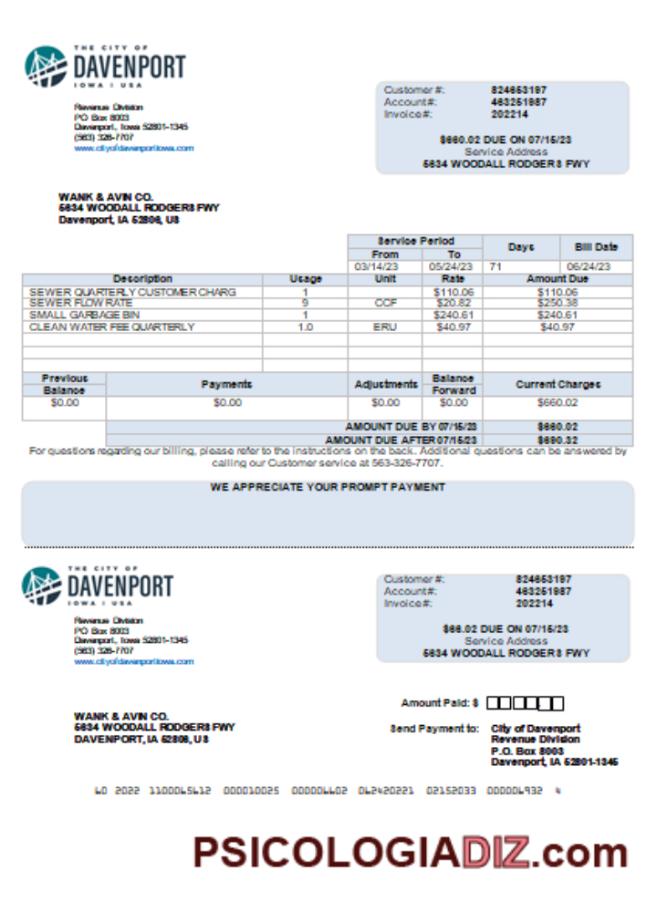 THE CITY OF
DAVENPORT
IOWA | USA
Revenue Division
PO Box 8003
Davenport, Iowa 52801-1345
(563) 326-7707
www.cityofdavenportiowa.com
Customer #: 824653197
Account#: 463251987
Invoice#: 202214
$660.02 DUE ON 07/15/23
Service Address
5634 WOODALL RODGERS FWY
WANK & AVIN CO.
5634 WOODALL RODGERS FWY
Davenport, IA 52806, US
Service Period Days Bill Date
From To
03/14/23 05/24/23 71 06/24/23
Description Usage Unit Rate Amount Due
SEWER QUARTERLY CUSTOMER CHARG 1 $110.06 $110.06
SEWER FLOW RATE 9 CCF $20.82 $250.38
SMALL GARBAGE BIN 1 $240.61 $240.61
CLEAN WATER FEE QUARTERLY 1.0 ERU $40.97 $40.97
Previous Balance Payments Adjustments Balance Forward Current Charges
$0.00 $0.00 $0.00 $0.00 $660.02
AMOUNT DUE BY 07/15/23 $660.02
AMOUNT DUE AFTER 07/15/23 $690.32
For questions regarding our billing, please refer to the instructions on the back. Additional questions can be answered by
calling our Customer service at 563-326-7707.
WE APPRECIATE YOUR PROMPT PAYMENT
THE CITY OF
DAVENPORT
IOWA | USA
Revenue Division
PO Box 8003
Davenport, Iowa 52801-1345
(563) 326-7707
www.cityofdavenportiowa.com
Customer #: 824653197
Account#: 463251987
Invoice#: 202214
$66.02 DUE ON 07/15/23
Service Address
5634 WOODALL RODGERS FWY
Amount Paid: $
WANK & AVIN CO.
5634 WOODALL RODGERS FWY
DAVENPORT, IA 52806, US
Send Payment to: City of Davenport
Revenue Division
P.O. Box 8003
Davenport, IA 52801-1345
60 2022 1100065612 000010025 000006602 062420221 02152033 000006932 4
PSICOLOGIADIZ.com